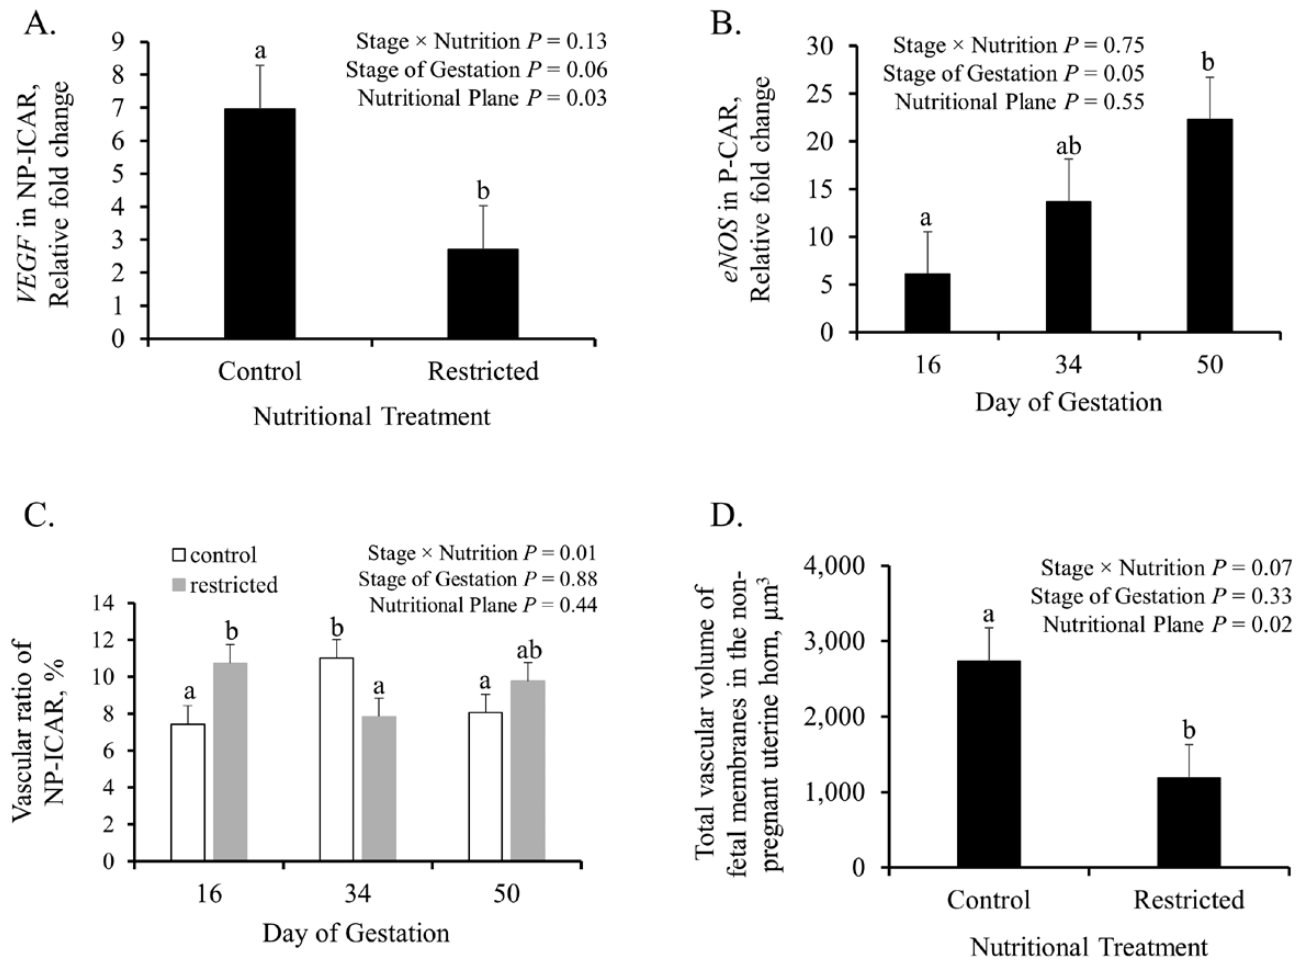 A.
Stage × Nutrition P = 0.13
Stage of Gestation P = 0.06
Nutritional Plane P = 0.03
VEGF in NP-ICAR,
Relative fold change
9
8
7
6
5
4
3
2
1
0
a
b
Control
Restricted
Nutritional Treatment
B.
Stage × Nutrition P = 0.75
Stage of Gestation P = 0.05
Nutritional Plane P = 0.55
eNOS in P-CAR,
Relative fold change
30
25
20
15
10
5
0
a
ab
b
16
34
50
Day of Gestation
C.
control
restricted
Stage × Nutrition P = 0.01
Stage of Gestation P = 0.88
Nutritional Plane P = 0.44
Vascular ratio of
NP-ICAR, %
14
12
10
8
6
4
2
0
a
b
b
a
a
ab
16
34
50
Day of Gestation
D.
Stage × Nutrition P = 0.07
Stage of Gestation P = 0.33
Nutritional Plane P = 0.02
Total vascular volume of
fetal membranes in the non-
pregnant uterine horn, μm³
4,000
3,000
2,000
1,000
0
a
b
Control
Restricted
Nutritional Treatment